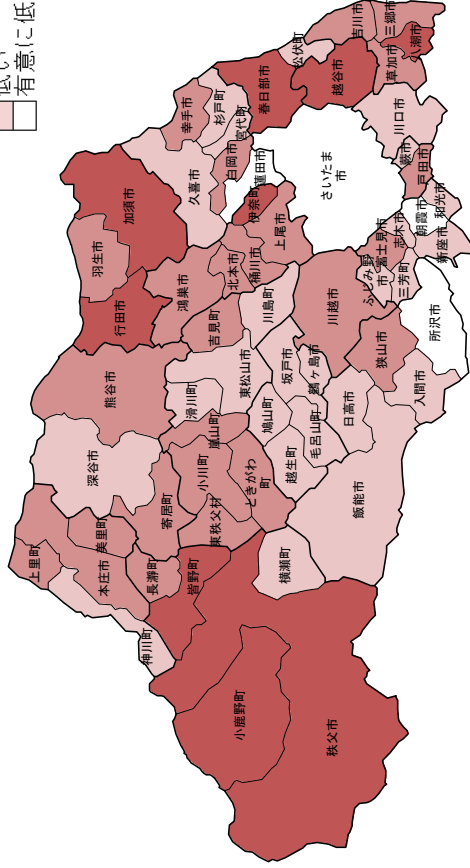 低い
有意に低
上里町
深谷市
本庄市
美里町
熊谷市
羽生市
行田市
加須市
神川町
長瀞町
寄居町
皆野町
小川町
嵐山町
滑川町
吉見町
鴻巣市
久喜市
幸手市
東秩父村
ときがわ
町
東松山市
北本市
桶川市
白岡市
杉戸町
宮代町
小鹿野町
鳩山町
川島町
上尾市
伊奈町
蓮田市
春日部市
横瀬町
越生町
毛呂山町
坂戸市
鶴ヶ島市
松伏町
秩父市
飯能市
日高市
川越市
さいたま
市
越谷市
吉川市
狭山市
ふじみ野
市
富士見市
三芳町
志木市
川口市
草加市
三郷市
八潮市
入間市
所沢市
新座市
朝霞市
和光市
戸田市
蕨市